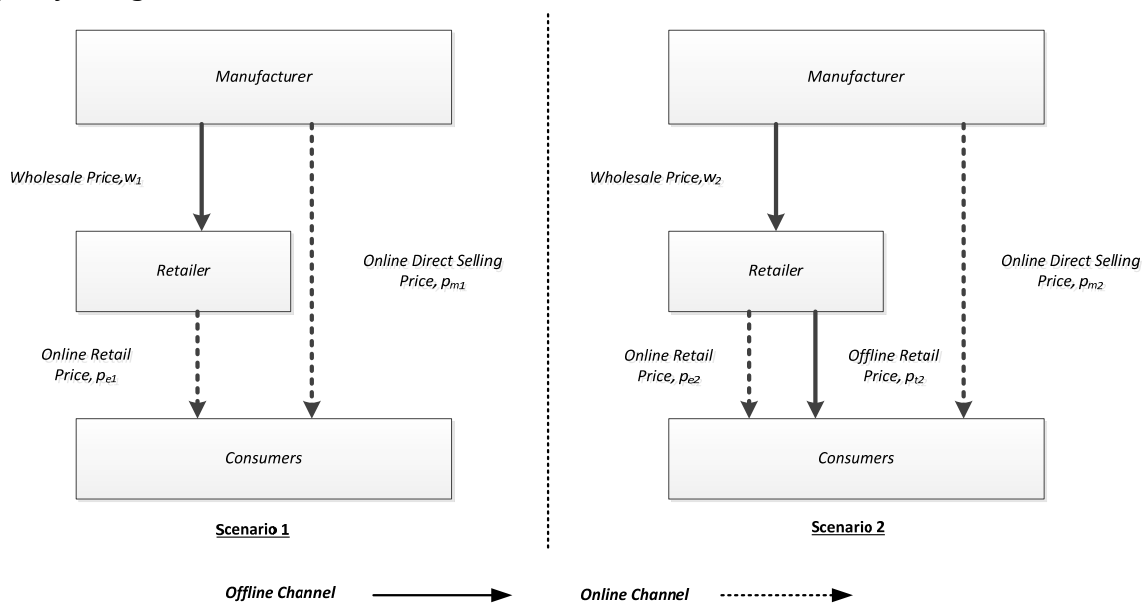 Manufacturer
Wholesale Price,w1
Retailer
Online Direct Selling
Price, pm1
Online Retail
Price, pe1
Consumers
Scenario 1
Manufacturer
Wholesale Price,w2
Retailer
Online Direct Selling
Price, pm2
Online Retail
Price, pe2
Offline Retail
Price, pt2
Consumers
Scenario 2
Offline Channel
Online Channel